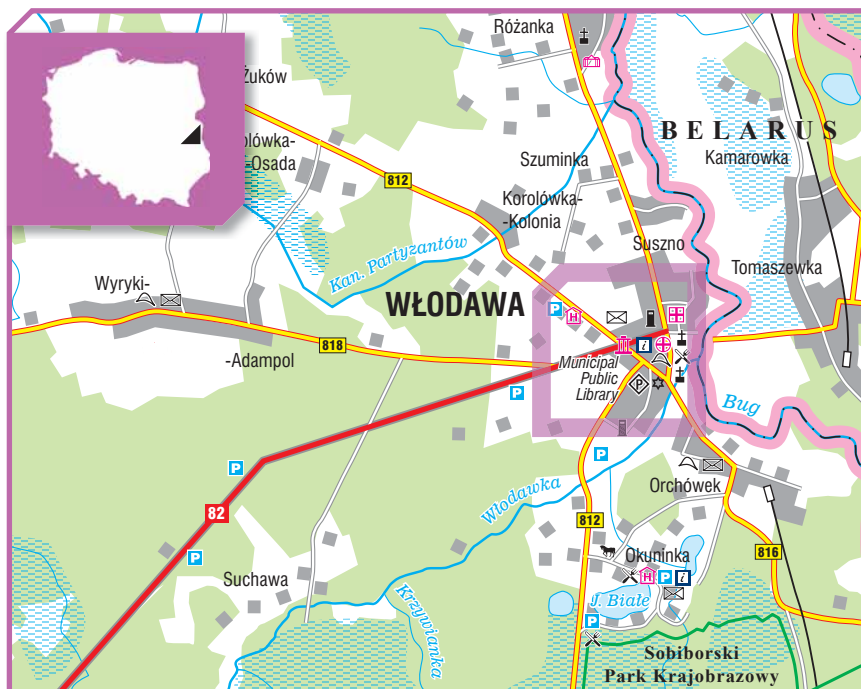 Różanka
Żuków
BELARUS
Kamarowka
Szuminka
-Osada
812
Korolówka-
-Kolonia
Kan. Partyzantów
Suszno
Tomaszewka
Wyryki-
WŁODAWA
P
H
818
i
-Adampol
Municipal
Public
Library
P
P
Bug
P
P
Orchówek
Włodawka
82
812
816
P
Okuninka
H P i
Suchawa
J. Białe
Krzywianka
P
Sobiborski
Park Krajobrazowy